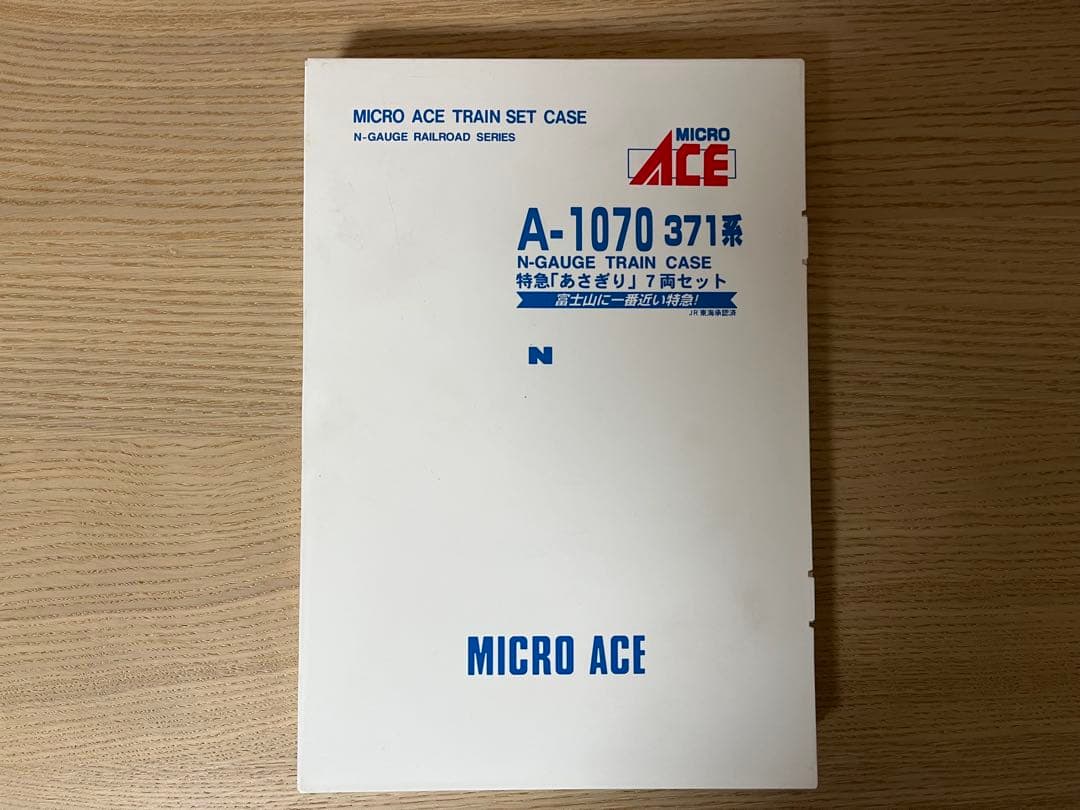 MICRO ACE TRAIN SET CASE
N-GAUGE RAILROAD SERIES
MICRO
ACE
A-1070 371系
N-GAUGE TRAIN CASE
特急「あさぎり」7両セット
富士山に一番近い特急!
JR東海承認済
N
MICRO ACE